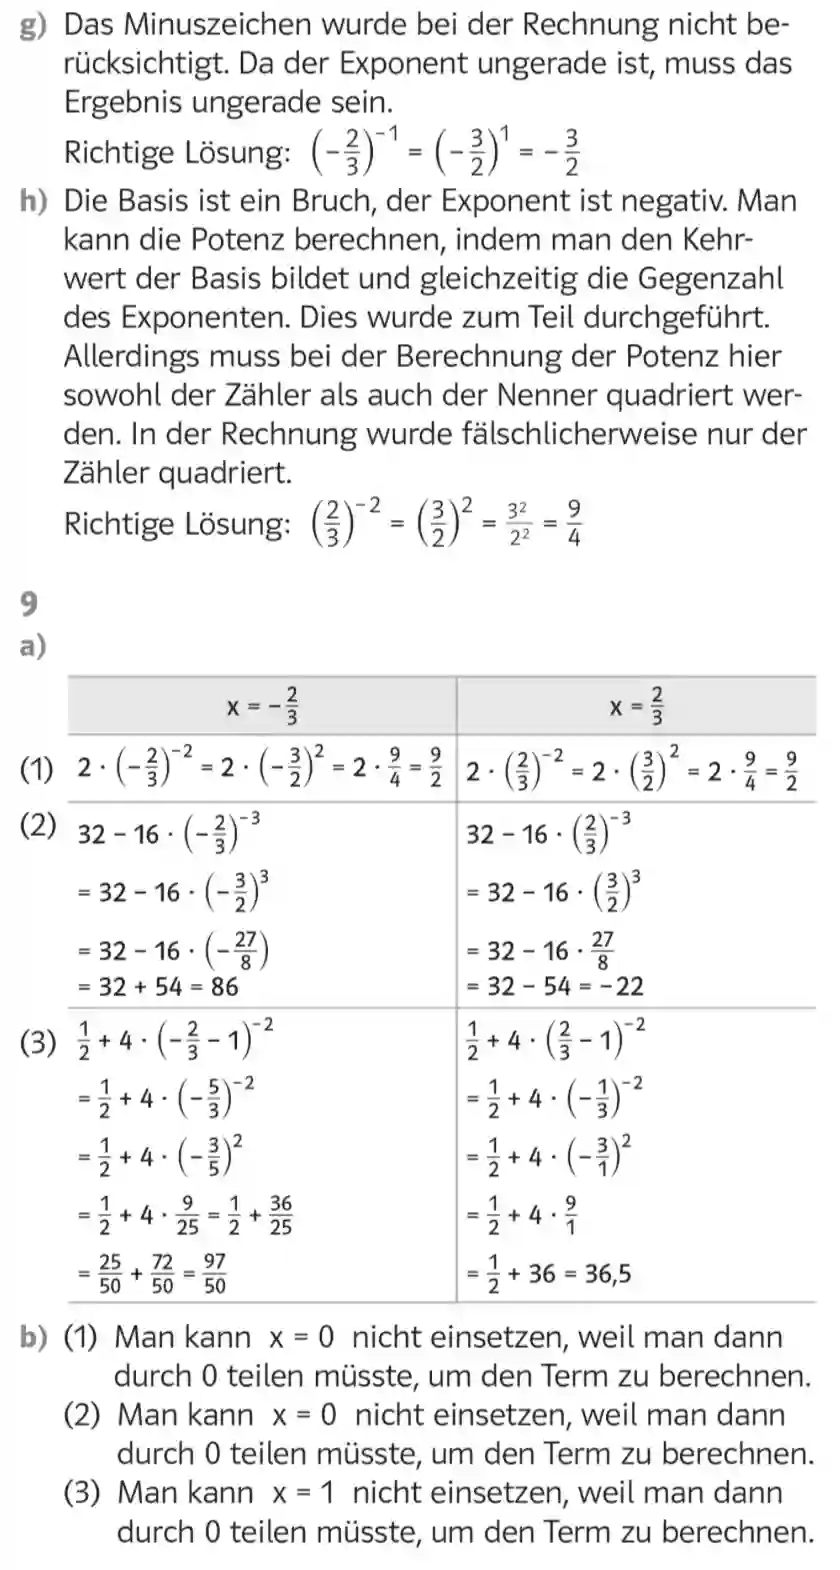 g) Das Minuszeichen wurde bei der Rechnung nicht be-
rücksichtigt. Da der Exponent ungerade ist, muss das
Ergebnis ungerade sein.
Richtige Lösung: (-2/3)^-1 = (-3/2)^1 = -3/2
h) Die Basis ist ein Bruch, der Exponent ist negativ. Man
kann die Potenz berechnen, indem man den Kehr-
wert der Basis bildet und gleichzeitig die Gegenzahl
des Exponenten. Dies wurde zum Teil durchgeführt.
Allerdings muss bei der Berechnung der Potenz hier
sowohl der Zähler als auch der Nenner quadriert wer-
den. In der Rechnung wurde fälschlicherweise nur der
Zähler quadriert.
Richtige Lösung: (2/3)^-2 = (3/2)^2 = 3²/2² = 9/4
9
a)
x = -2/3 x = 2/3
(1) 2 · (-2/3)^-2 = 2 · (-3/2)^2 = 2 · 9/4 = 9/2 2 · (2/3)^-2 = 2 · (3/2)^2 = 2 · 9/4 = 9/2
(2) 32 - 16 · (-2/3)^-3 32 - 16 · (2/3)^-3
= 32 - 16 · (-3/2)^3 = 32 - 16 · (3/2)^3
= 32 - 16 · (-27/8) = 32 - 16 · 27/8
= 32 + 54 = 86 = 32 - 54 = -22
(3) 1/2 + 4 · (-2/3 - 1)^-2 1/2 + 4 · (2/3 - 1)^-2
= 1/2 + 4 · (-5/3)^-2 = 1/2 + 4 · (-1/3)^-2
= 1/2 + 4 · (-3/5)^2 = 1/2 + 4 · (-3/1)^2
= 1/2 + 4 · 9/25 = 1/2 + 36/25 = 1/2 + 4 · 9/1
= 25/50 + 72/50 = 97/50 = 1/2 + 36 = 36,5
b) (1) Man kann x = 0 nicht einsetzen, weil man dann
durch 0 teilen müsste, um den Term zu berechnen.
(2) Man kann x = 0 nicht einsetzen, weil man dann
durch 0 teilen müsste, um den Term zu berechnen.
(3) Man kann x = 1 nicht einsetzen, weil man dann
durch 0 teilen müsste, um den Term zu berechnen.